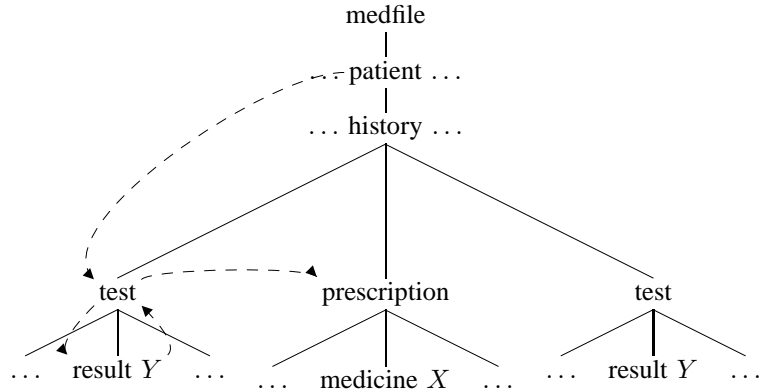 medfile
... patient ...
... history ...
test prescription test
... result Y ... ... medicine X ... ... result Y ...